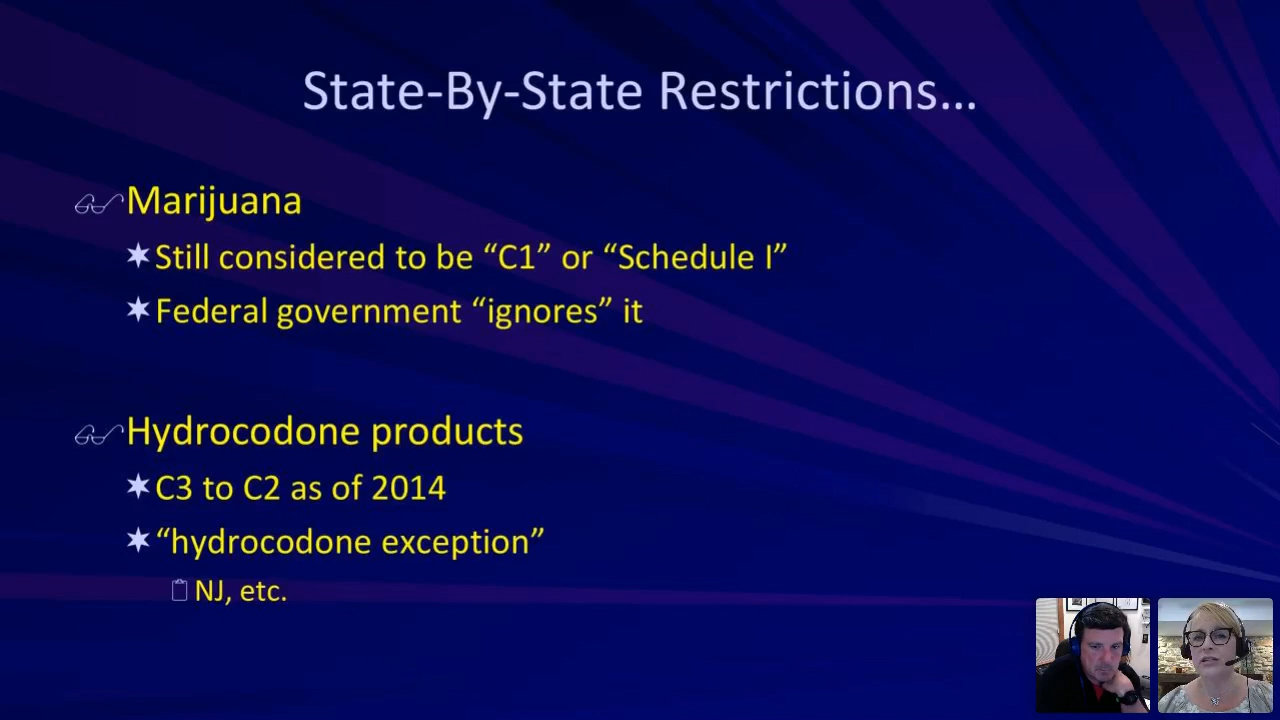 State-By-State Restrictions...
Marijuana
Still considered to be “C1” or “Schedule I”
Federal government “ignores” it
Hydrocodone products
C3 to C2 as of 2014
“hydrocodone exception”
NJ, etc.